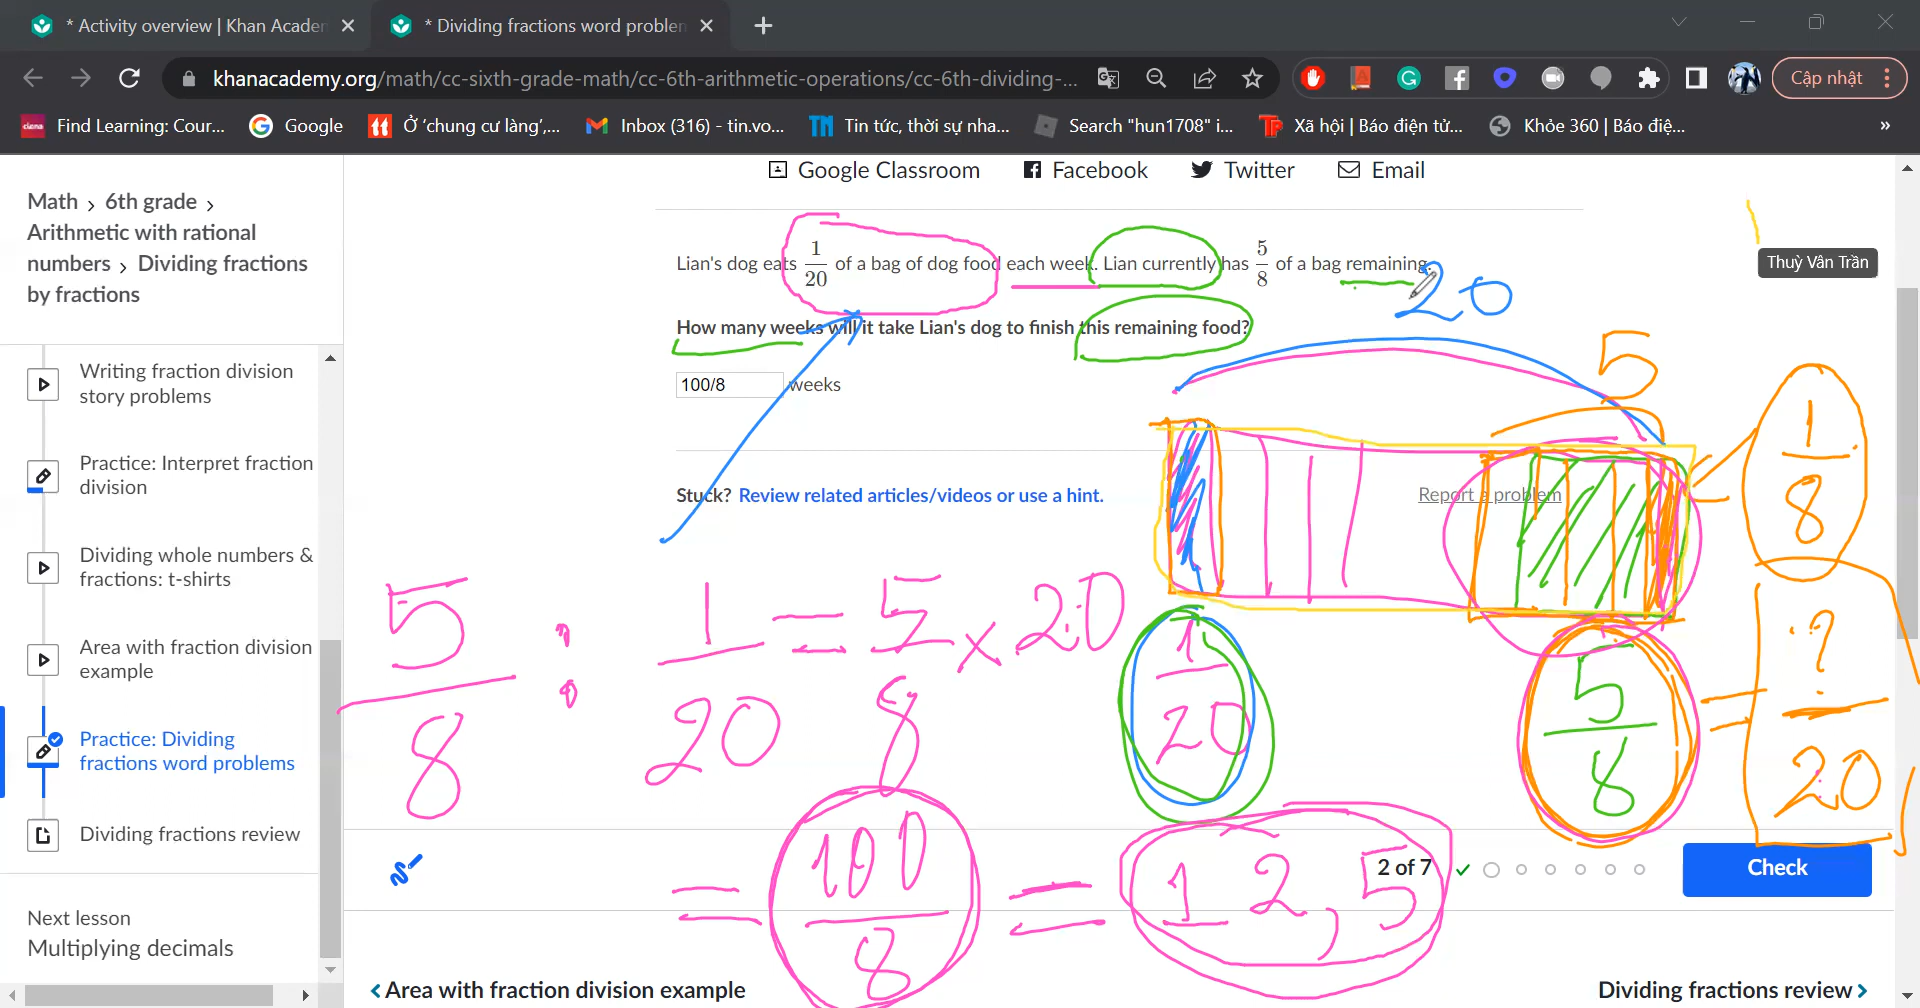 * Activity overview | Khan Acaden
* Dividing fractions word problen
khanacademy.org/math/cc-sixth-grade-math/cc-6th-arithmetic-operations/cc-6th-dividing-...
Cập nhật
Find Learning: Cour...
Google
Ở ‘chung cư làng’,...
Inbox (316) - tin.vo...
Tin tức, thời sự nha...
Search "hun1708" i...
Xã hội | Báo điện tử...
Khỏe 360 | Báo điệ...
»
Google Classroom
Facebook
Twitter
Email
Math > 6th grade >
Arithmetic with rational
numbers > Dividing fractions
by fractions
Writing fraction division
story problems
Practice: Interpret fraction
division
Dividing whole numbers &
fractions: t-shirts
Area with fraction division
example
Practice: Dividing
fractions word problems
Dividing fractions review
Next lesson
Multiplying decimals
Lian's dog eats 1/20 of a bag of dog food each week. Lian currently has 5/8 of a bag remaining.
How many weeks will it take Lian's dog to finish this remaining food?
100/8 weeks
Stuck? Review related articles/videos or use a hint.
Report a problem
Thuỳ Vân Trần
20
5
1/8
5/8 : 1/20 = 5/8 × 20
1/20
5/8 = ?/20
= 100/8 = 12,5
2 of 7
Check
< Area with fraction division example
Dividing fractions review >